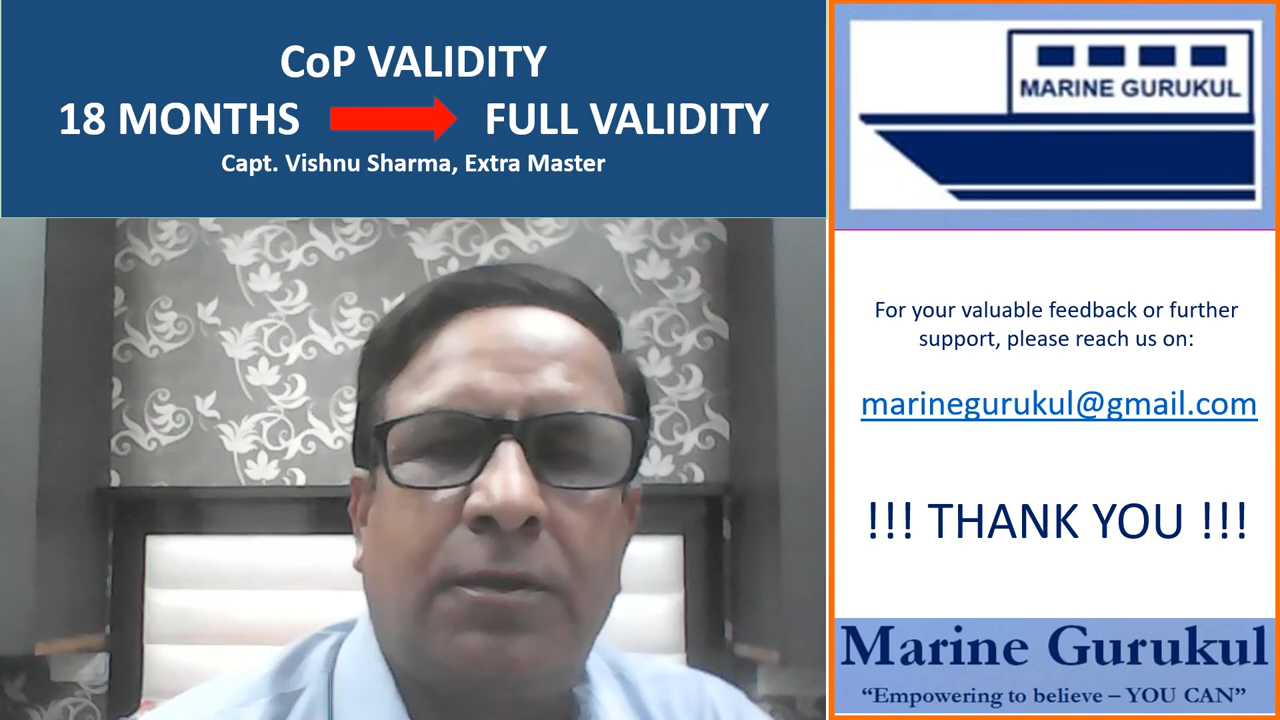 CoP VALIDITY
18 MONTHS FULL VALIDITY
Capt. Vishnu Sharma, Extra Master
MARINE GURUKUL
For your valuable feedback or further
support, please reach us on:
marinegurukul@gmail.com
!!! THANK YOU !!!
Marine Gurukul
“Empowering to believe – YOU CAN”